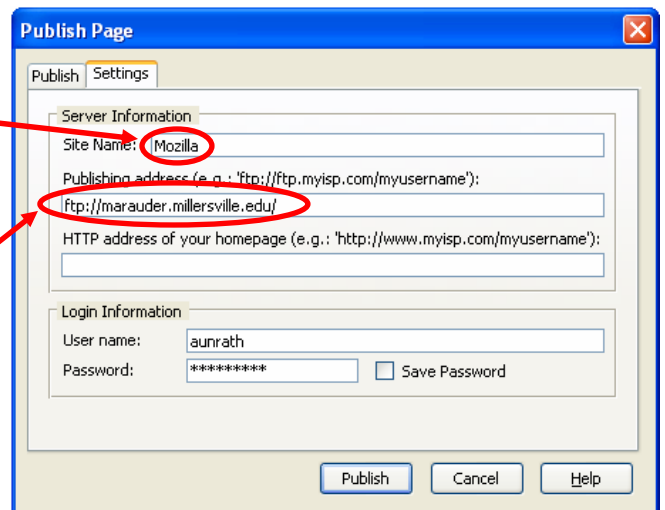 Publish Page
Publish Settings
Server Information
Site Name: Mozilla
Publishing address (e.g.: 'ftp://ftp.myisp.com/myusername'):
ftp://marauder.millersville.edu/
HTTP address of your homepage (e.g.: 'http://www.myisp.com/myusername'):
Login Information
User name: aunrath
Password: *********
Save Password
Publish Cancel Help